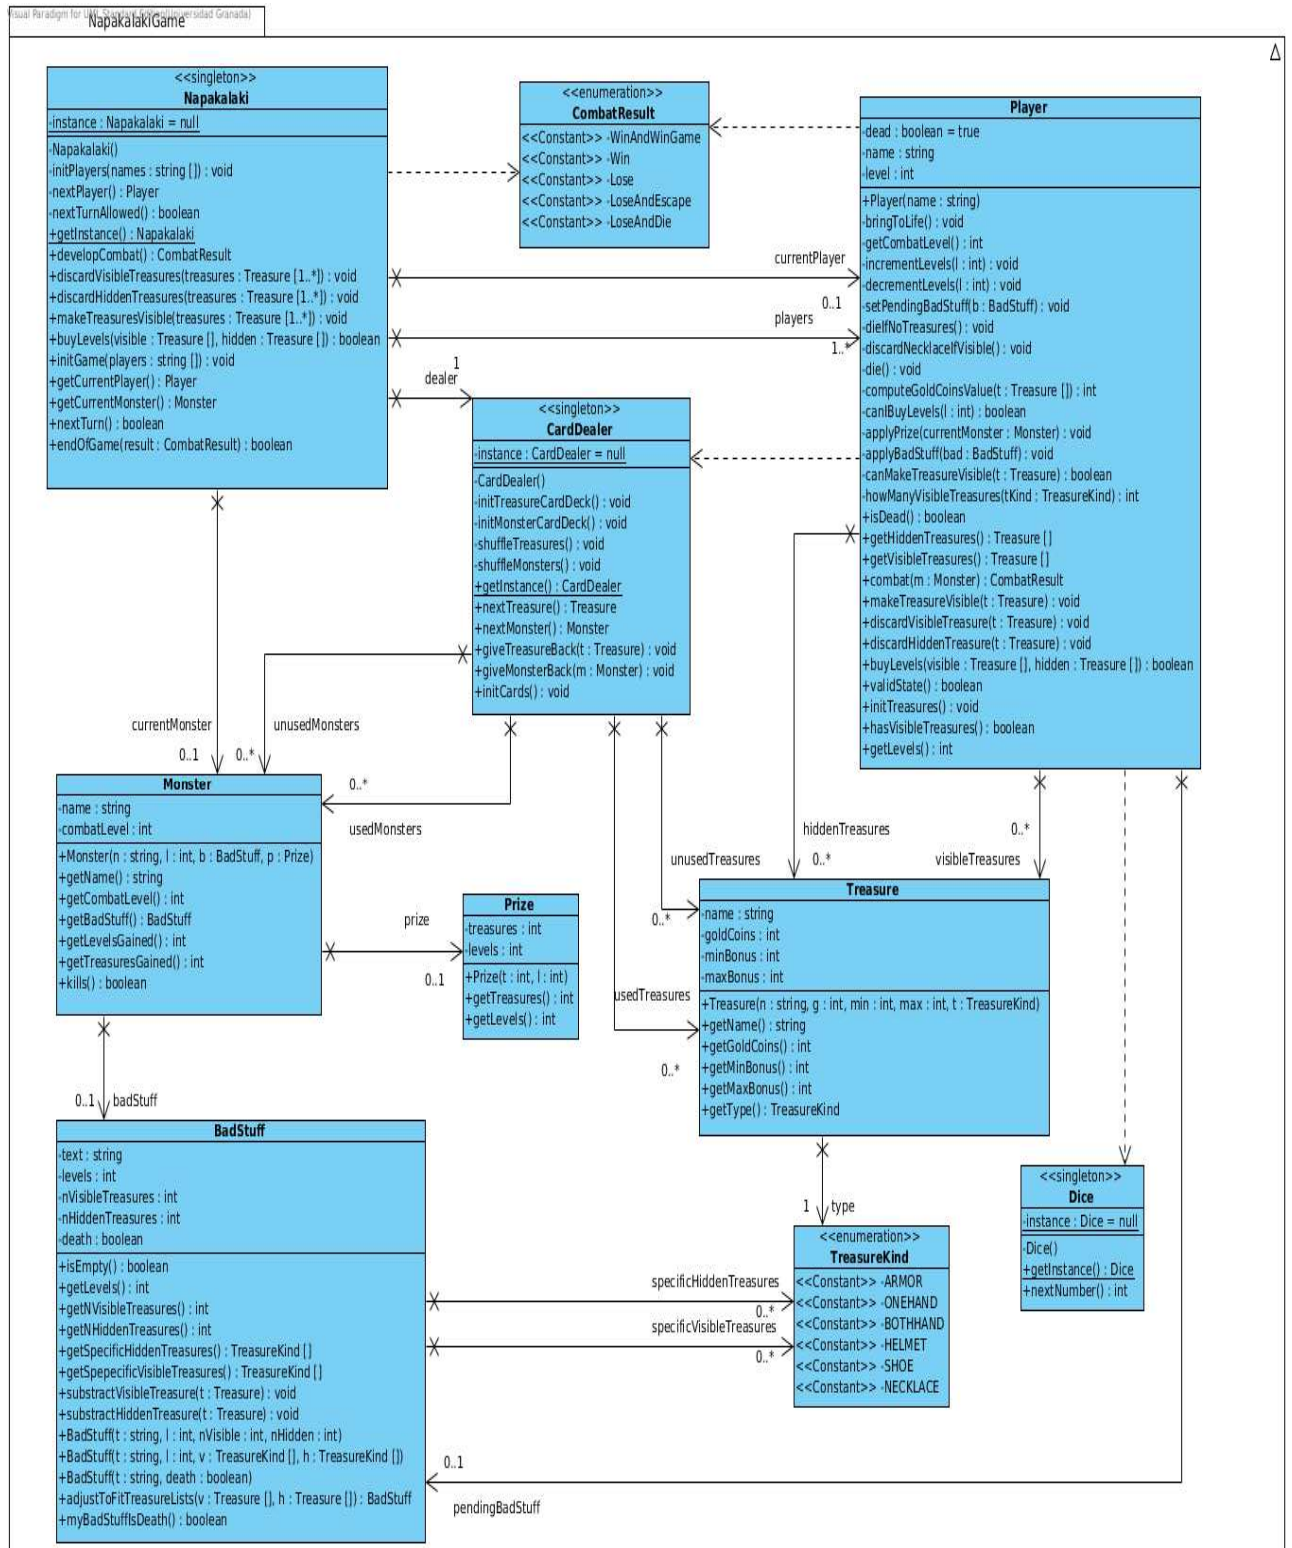 Visual Paradigm for UML Standard Edition(Universidad Granada)
NapakalakiGame
<<singleton>>
Napakalaki
-instance : Napakalaki = null
-Napakalaki()
-initPlayers(names : string []) : void
-nextPlayer() : Player
-nextTurnAllowed() : boolean
+getInstance() : Napakalaki
+developCombat() : CombatResult
+discardVisibleTreasures(treasures : Treasure [1..*]) : void
+discardHiddenTreasures(treasures : Treasure [1..*]) : void
+makeTreasuresVisible(treasures : Treasure [1..*]) : void
+buyLevels(visible : Treasure [], hidden : Treasure []) : boolean
+initGame(players : string []) : void
+getCurrentPlayer() : Player
+getCurrentMonster() : Monster
+nextTurn() : boolean
+endOfGame(result : CombatResult) : boolean
<<enumeration>>
CombatResult
<<Constant>> -WinAndWinGame
<<Constant>> -Win
<<Constant>> -Lose
<<Constant>> -LoseAndEscape
<<Constant>> -LoseAndDie
Player
-dead : boolean = true
-name : string
-level : int
+Player(name : string)
-bringToLife() : void
-getCombatLevel() : int
-incrementLevels(l : int) : void
-decrementLevels(l : int) : void
-setPendingBadStuff(b : BadStuff) : void
-dieIfNoTreasures() : void
-discardNecklaceIfVisible() : void
-die() : void
-computeGoldCoinsValue(t : Treasure []) : int
-canIBuyLevels(l : int) : boolean
-applyPrize(currentMonster : Monster) : void
-applyBadStuff(bad : BadStuff) : void
-canMakeTreasureVisible(t : Treasure) : boolean
-howManyVisibleTreasures(tKind : TreasureKind) : int
+isDead() : boolean
+getHiddenTreasures() : Treasure []
+getVisibleTreasures() : Treasure []
+combat(m : Monster) : CombatResult
+makeTreasureVisible(t : Treasure) : void
+discardVisibleTreasure(t : Treasure) : void
+discardHiddenTreasure(t : Treasure) : void
+buyLevels(visible : Treasure [], hidden : Treasure []) : boolean
+validState() : boolean
+initTreasures() : void
+hasVisibleTreasures() : boolean
+getLevels() : int
currentPlayer
0..1
players
1..*
1
dealer
<<singleton>>
CardDealer
-instance : CardDealer = null
-CardDealer()
-initTreasureCardDeck() : void
-initMonsterCardDeck() : void
-shuffleTreasures() : void
-shuffleMonsters() : void
+getInstance() : CardDealer
+nextTreasure() : Treasure
+nextMonster() : Monster
+giveTreasureBack(t : Treasure) : void
+giveMonsterBack(m : Monster) : void
+initCards() : void
currentMonster
0..1
unusedMonsters
0..*
0..*
usedMonsters
Monster
-name : string
-combatLevel : int
+Monster(n : string, l : int, b : BadStuff, p : Prize)
+getName() : string
+getCombatLevel() : int
+getBadStuff() : BadStuff
+getLevelsGained() : int
+getTreasuresGained() : int
+kills() : boolean
prize
0..1
Prize
-treasures : int
-levels : int
+Prize(t : int, l : int)
+getTreasures() : int
+getLevels() : int
hiddenTreasures
0..*
0..*
visibleTreasures
unusedTreasures
0..*
usedTreasures
0..*
Treasure
-name : string
-goldCoins : int
-minBonus : int
-maxBonus : int
+Treasure(n : string, g : int, min : int, max : int, t : TreasureKind)
+getName() : string
+getGoldCoins() : int
+getMinBonus() : int
+getMaxBonus() : int
+getType() : TreasureKind
0..1
badStuff
BadStuff
-text : string
-levels : int
-nVisibleTreasures : int
-nHiddenTreasures : int
-death : boolean
+isEmpty() : boolean
+getLevels() : int
+getNVisibleTreasures() : int
+getNHiddenTreasures() : int
+getSpecificHiddenTreasures() : TreasureKind []
+getSpepecificVisibleTreasures() : TreasureKind []
+substractVisibleTreasure(t : Treasure) : void
+substractHiddenTreasure(t : Treasure) : void
+BadStuff(t : string, l : int, nVisible : int, nHidden : int)
+BadStuff(t : string, l : int, v : TreasureKind [], h : TreasureKind [])
+BadStuff(t : string, death : boolean)
+adjustToFitTreasureLists(v : Treasure [], h : Treasure []) : BadStuff
+myBadStuffIsDeath() : boolean
1
type
specificHiddenTreasures
0..*
specificVisibleTreasures
0..*
<<enumeration>>
TreasureKind
<<Constant>> -ARMOR
<<Constant>> -ONEHAND
<<Constant>> -BOTHHAND
<<Constant>> -HELMET
<<Constant>> -SHOE
<<Constant>> -NECKLACE
<<singleton>>
Dice
-instance : Dice = null
-Dice()
+getInstance() : Dice
+nextNumber() : int
0..1
pendingBadStuff